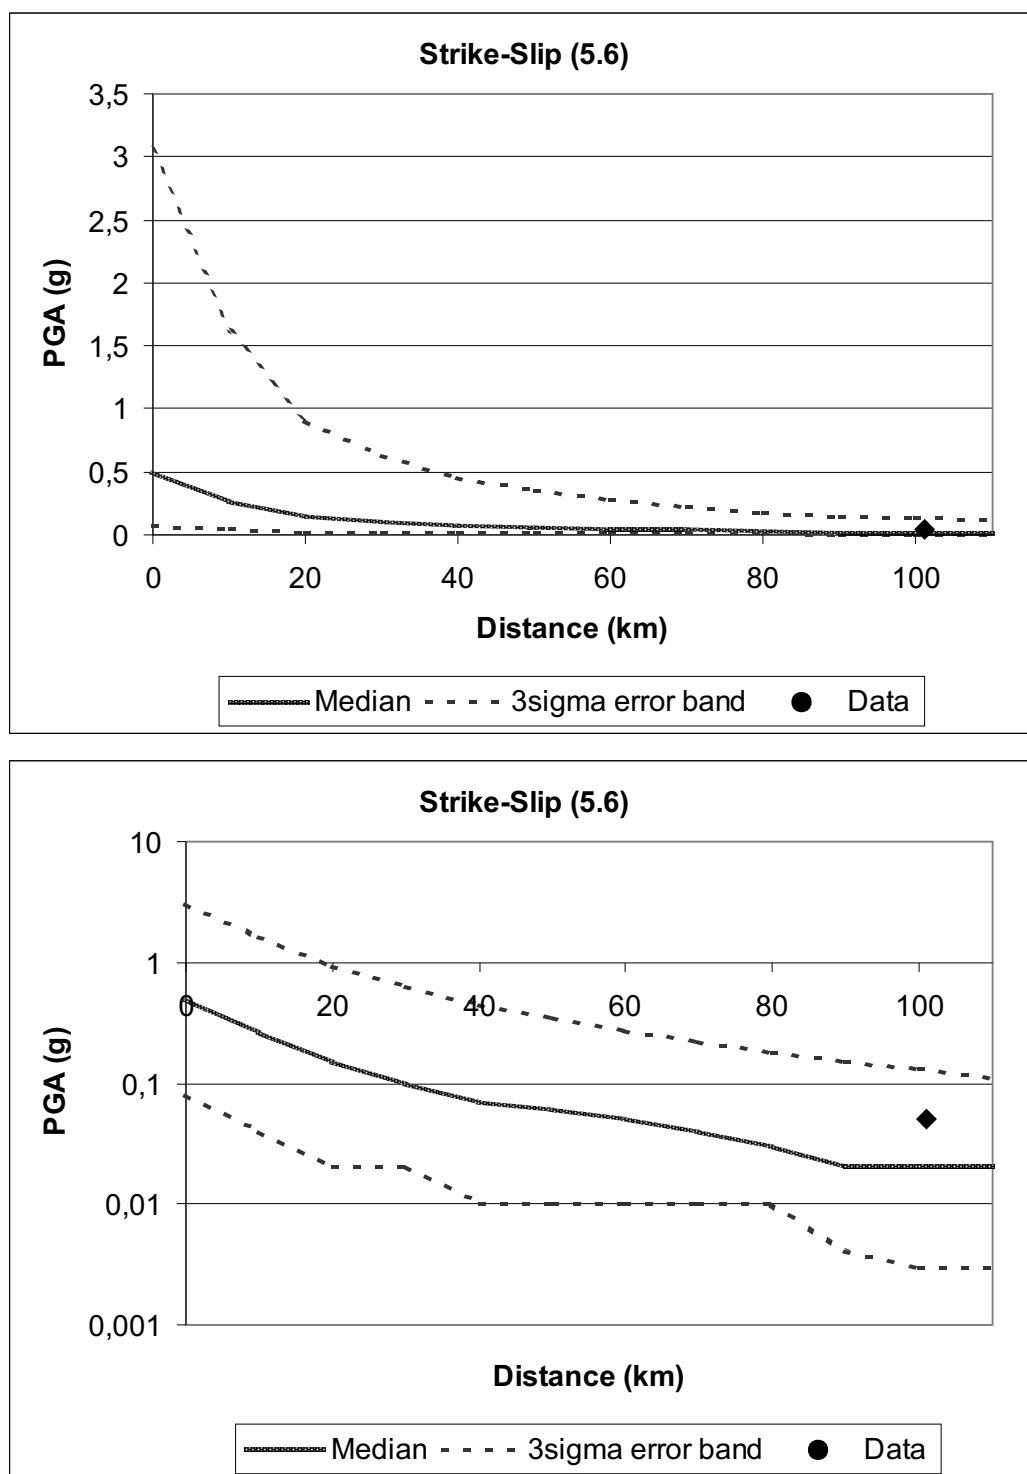 Strike-Slip (5.6)
3,5
3
2,5
2
1,5
1
0,5
0
PGA (g)
0 20 40 60 80 100
Distance (km)
Median 3sigma error band Data
Strike-Slip (5.6)
10
1
0,1
0,01
0,001
PGA (g)
0 20 40 60 80 100
Distance (km)
Median 3sigma error band Data